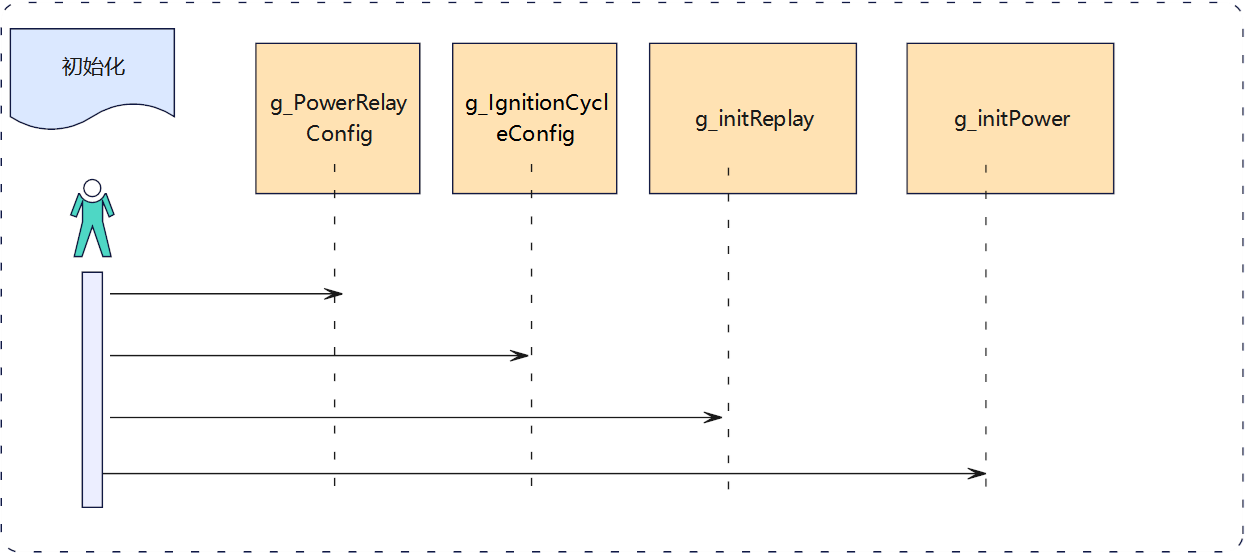 初始化
g_PowerRelay
Config
g_IgnitionCycl
eConfig
g_initReplay
g_initPower